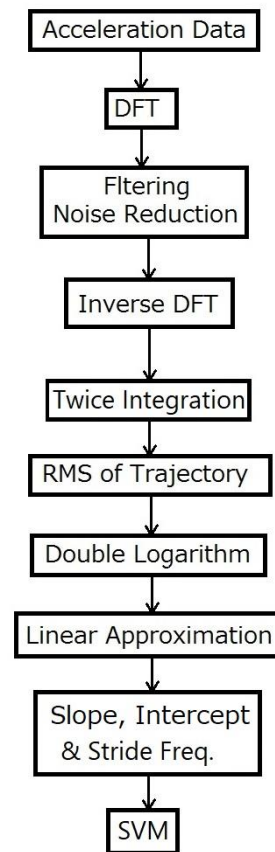 Acceleration Data
DFT
Fltering
Noise Reduction
Inverse DFT
Twice Integration
RMS of Trajectory
Double Logarithm
Linear Approximation
Slope, Intercept
& Stride Freq.
SVM